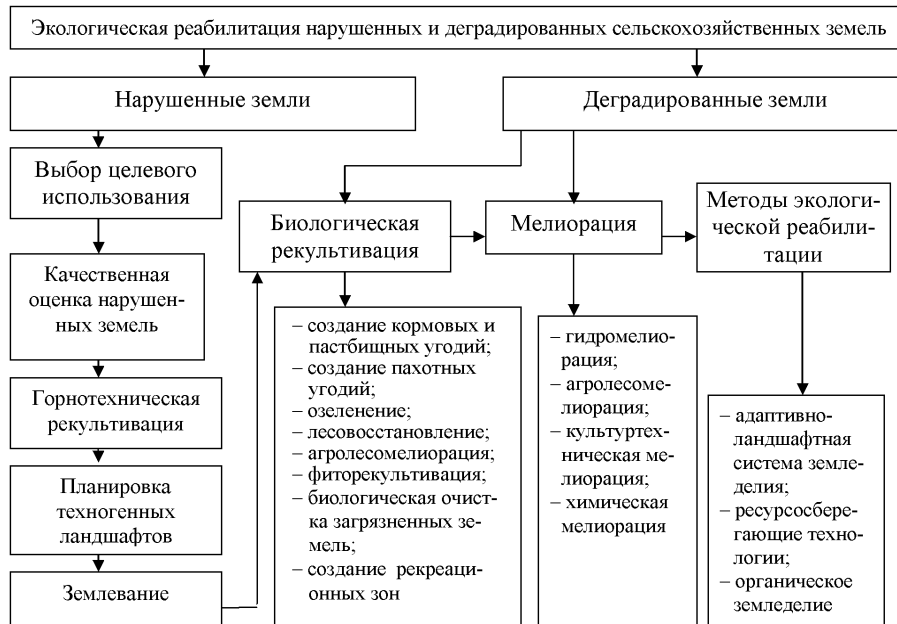 Экологическая реабилитация нарушенных и деградированных сельскохозяйственных земель
Нарушенные земли
Деградированные земли
Выбор целевого
использования
Качественная
оценка нарушен-
ных земель
Горнотехническая
рекультивация
Планировка
техногенных
ландшафтов
Землевание
Биологическая
рекультивация
– создание кормовых и
пастбищных угодий;
– создание пахотных
угодий;
– озеленение;
– лесовосстановление;
– агролесомелиорация;
– фиторекультивация;
– биологическая очист-
ка загрязненных зе-
мель;
– создание рекреаци-
онных зон
Мелиорация
– гидромелио-
рация;
– агролесоме-
лиорация;
– культуртех-
ническая ме-
лиорация;
– химическая
мелиорация
Методы экологи-
ческой реабили-
тации
– адаптивно-
ландшафтная
система земле-
делия;
– ресурсосбере-
гающие техно-
логии;
– органическое
земледелие